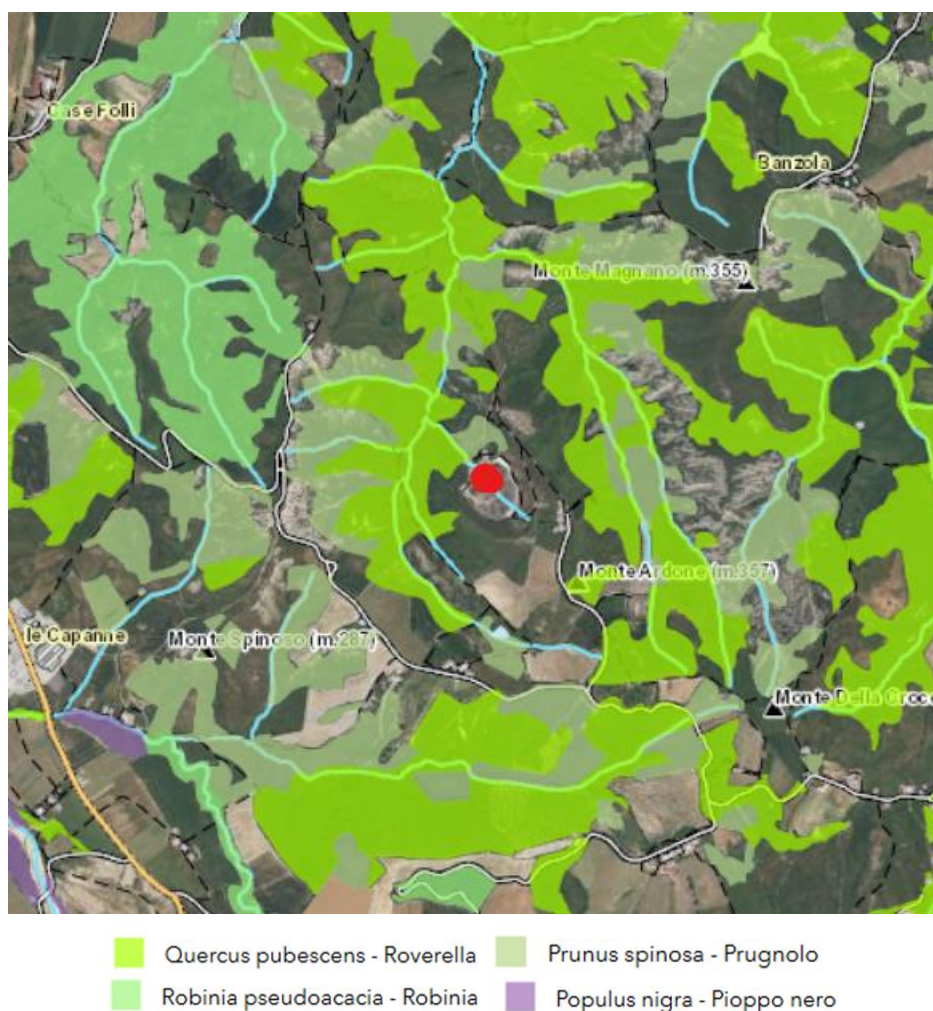 Case Folli
Banzola
Monte Magnano (m.355)
Monte Ardone (m.357)
le Capanne
Monte Spinoso (m.287)
Monte Della Croc
Quercus pubescens - Roverella
Prunus spinosa - Prugnolo
Robinia pseudoacacia - Robinia
Populus nigra - Pioppo nero